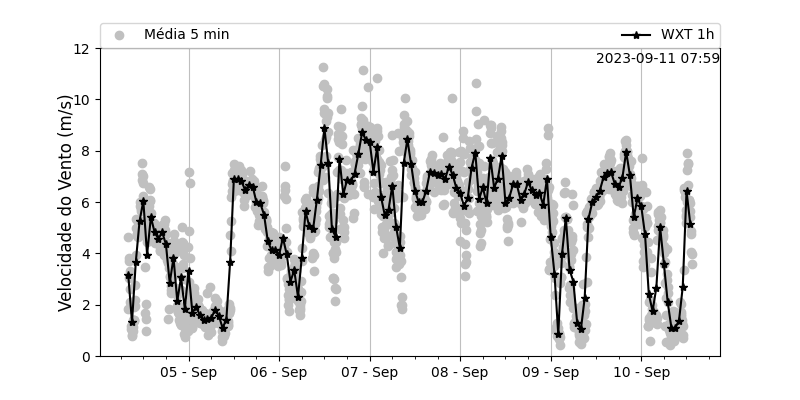 Média 5 min
WXT 1h
2023-09-11 07:59
Velocidade do Vento (m/s)
12
10
8
6
4
2
0
05 - Sep
06 - Sep
07 - Sep
08 - Sep
09 - Sep
10 - Sep